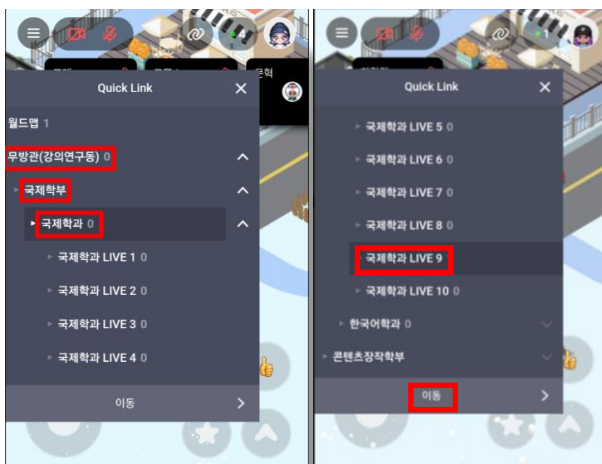 4
혁
Quick Link ×
월드맵 1
무방관(강의연구동) 0
국제학부
국제학과 0
국제학과 LIVE 1 0
국제학과 LIVE 2 0
국제학과 LIVE 3 0
국제학과 LIVE 4 0
이동
1
Quick Link ×
국제학과 LIVE 5 0
국제학과 LIVE 6 0
국제학과 LIVE 7 0
국제학과 LIVE 8 0
국제학과 LIVE 9
국제학과 LIVE 10 0
한국어학과 0
콘텐츠창작학부
이동